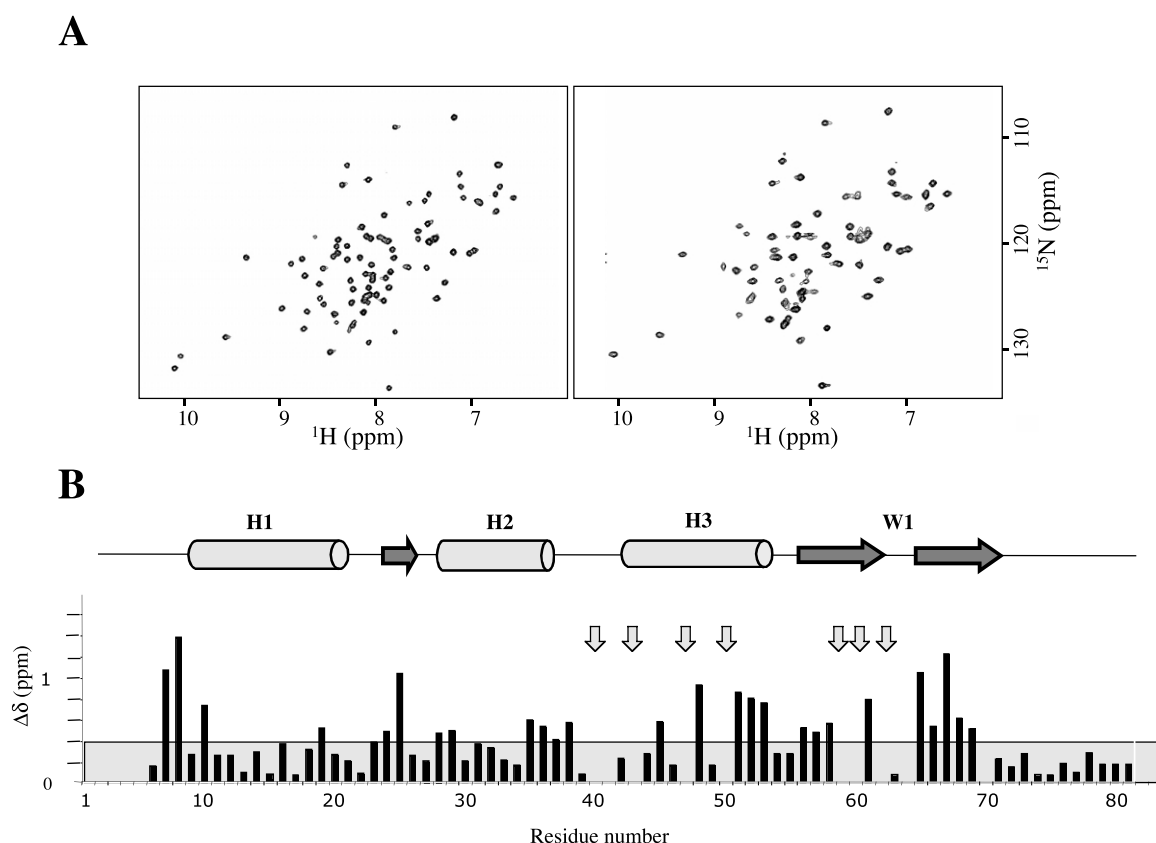 A
110
120
130
¹⁵N (ppm)
10 9 8 7
¹H (ppm)
10 9 8 7
¹H (ppm)
B
H1 H2 H3 W1
Δδ (ppm)
1
0
1 10 20 30 40 50 60 70 80
Residue number